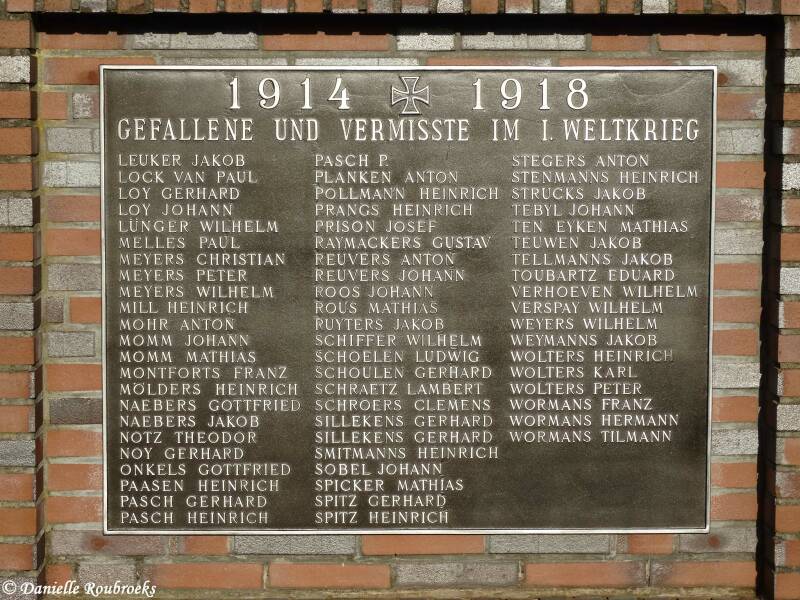 1914 1918
GEFALLENE UND VERMISSTE IM I. WELTKRIEG
LEUKER JAKOB
LOCK VAN PAUL
LOY GERHARD
LOY JOHANN
LÜNGER WILHELM
MELLES PAUL
MEYERS CHRISTIAN
MEYERS PETER
MEYERS WILHELM
MILL HEINRICH
MOHR ANTON
MOMM JOHANN
MOMM MATHIAS
MONTFORTS FRANZ
MÖLDERS HEINRICH
NAEBERS GOTTFRIED
NAEBERS JAKOB
NOTZ THEODOR
NOY GERHARD
ONKELS GOTTFRIED
PAASEN HEINRICH
PASCH GERHARD
PASCH HEINRICH
PASCH P.
PLANKEN ANTON
POLLMANN HEINRICH
PRANGS HEINRICH
PRISON JOSEF
RAYMACKERS GUSTAV
REUVERS ANTON
REUVERS JOHANN
ROOS JOHANN
ROUS MATHIAS
RUYTERS JAKOB
SCHIFFER WILHELM
SCHOELEN LUDWIG
SCHOULEN GERHARD
SCHRAETZ LAMBERT
SCHROERS CLEMENS
SILLEKENS GERHARD
SILLEKENS GERHARD
SMITMANNS HEINRICH
SOBEL JOHANN
SPICKER MATHIAS
SPITZ GERHARD
SPITZ HEINRICH
STEGERS ANTON
STENMANNS HEINRICH
STRUCKS JAKOB
TEBYL JOHANN
TEN EYKEN MATHIAS
TEUWEN JAKOB
TELLMANNS JAKOB
TOUBARTZ EDUARD
VERHOEVEN WILHELM
VERSPAY WILHELM
WEYERS WILHELM
WEYMANNS JAKOB
WOLTERS HEINRICH
WOLTERS KARL
WOLTERS PETER
WORMANS FRANZ
WORMANS HERMANN
WORMANS TILMANN
© Danielle Roubroeks